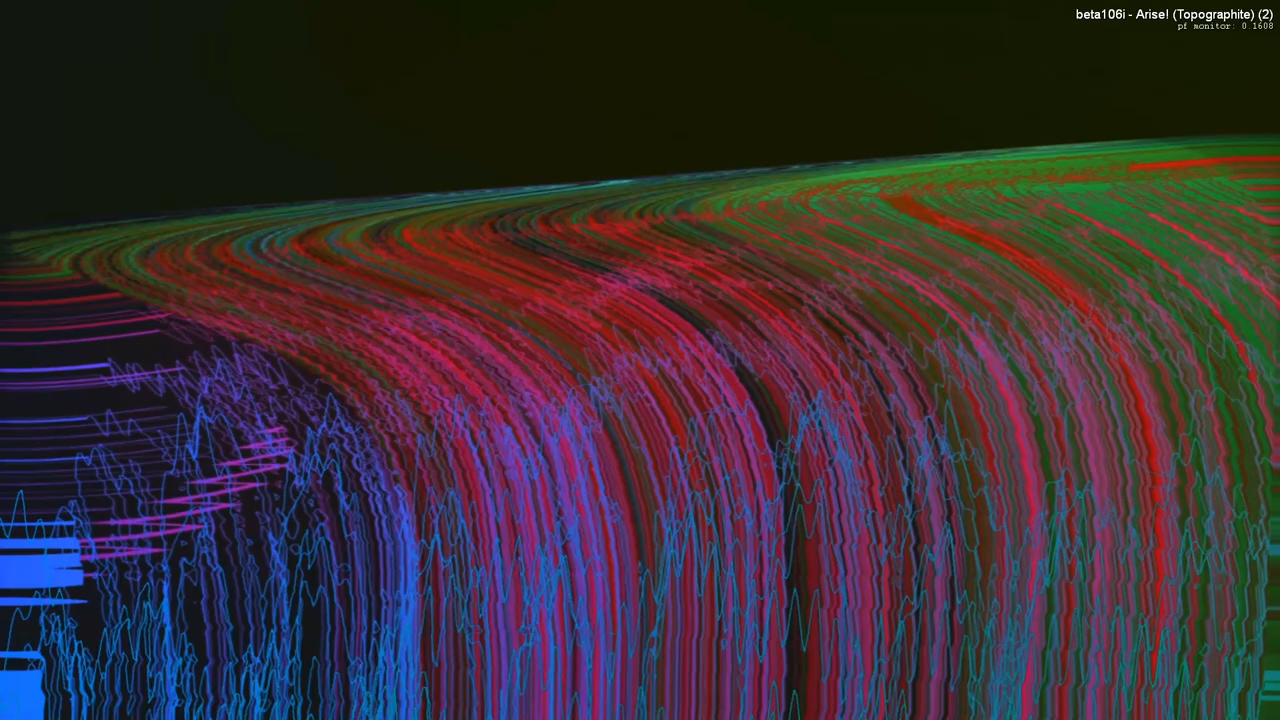 beta106i - Arise! (Topographite) (2)
pf monitor: 0.1608